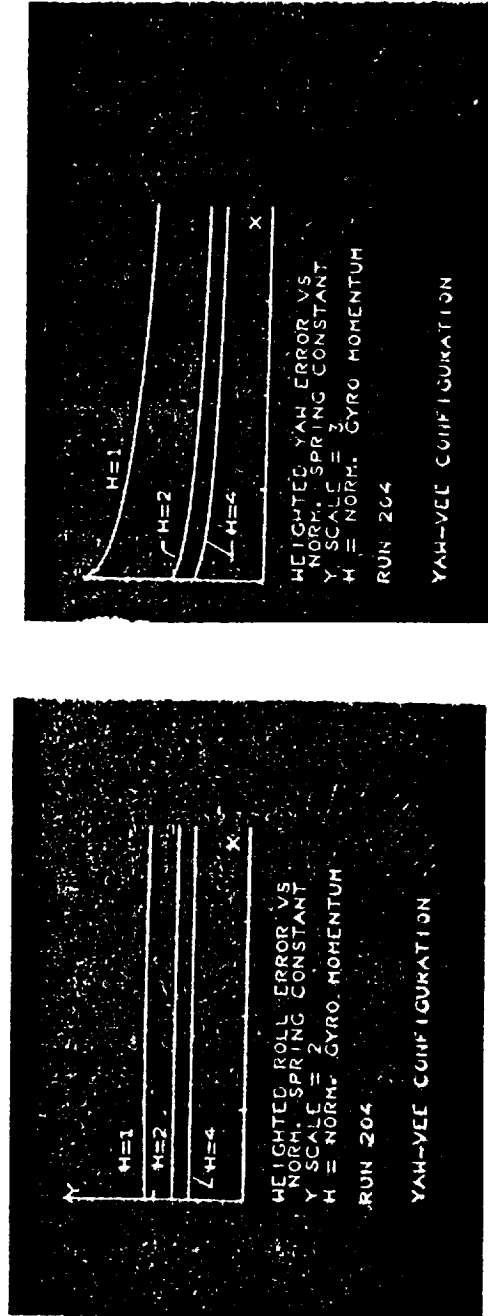 H=1
H=2
H=4
X
WEIGHTED YAW ERROR VS
NORM. SPRING CONSTANT
Y SCALE = 3
H = NORM. GYRO MOMENTUM
RUN 204
YAW-VEE CONFIGURATION
Y
H=1
H=2
H=4
X
WEIGHTED ROLL ERROR VS
NORM. SPRING CONSTANT
Y SCALE = 2
H = NORM. GYRO MOMENTUM
RUN 204
YAW-VEE CONFIGURATION